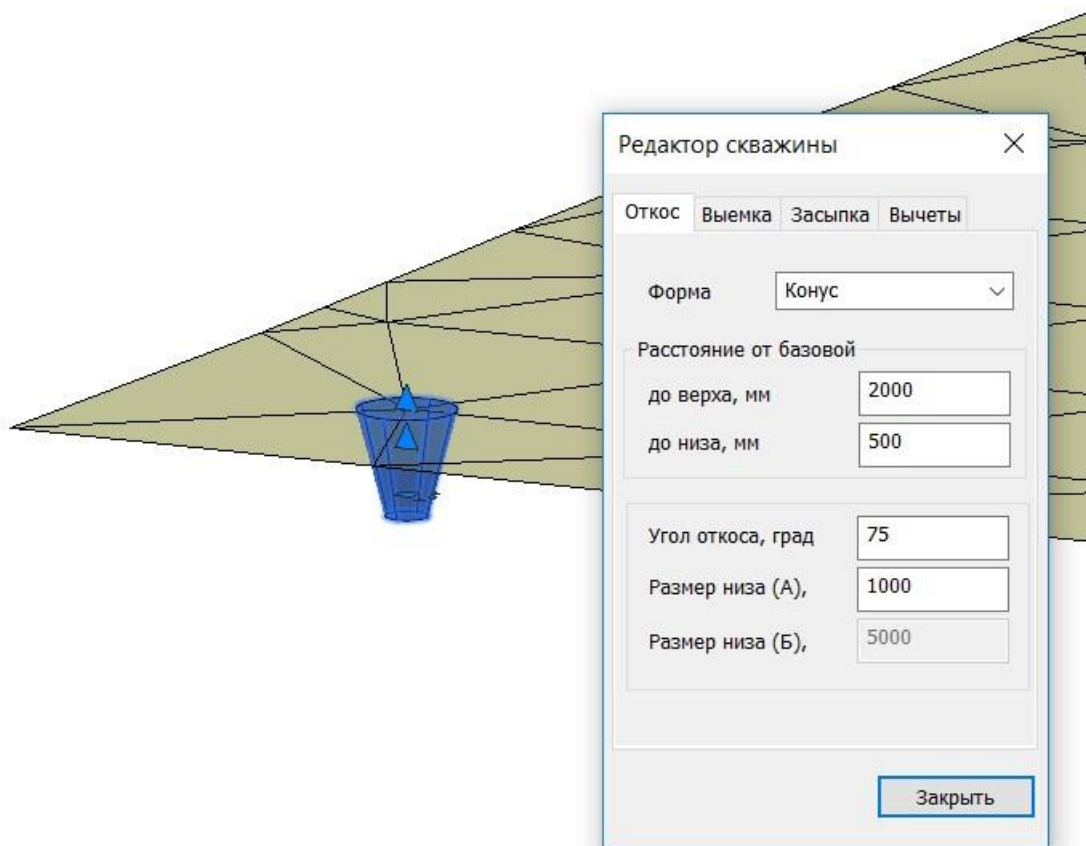 Редактор скважины
Откос Выемка Засыпка Вычеты
Форма Конус
Расстояние от базовой
до верха, мм 2000
до низа, мм 500
Угол откоса, град 75
Размер низа (А), 1000
Размер низа (Б), 5000
Закрыть